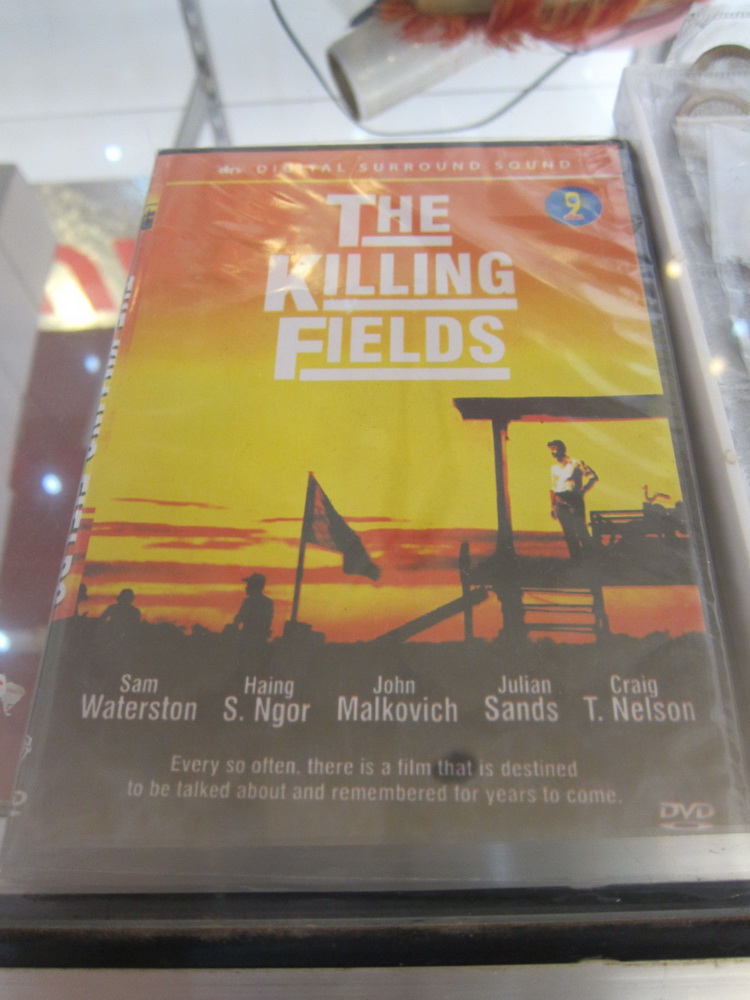 DIGITAL SURROUND SOUND
THE
KILLING
FIELDS
Sam Waterston
Haing S. Ngor
John Malkovich
Julian Sands
Craig T. Nelson
Every so often, there is a film that is destined
to be talked about and remembered for years to come.
DVD